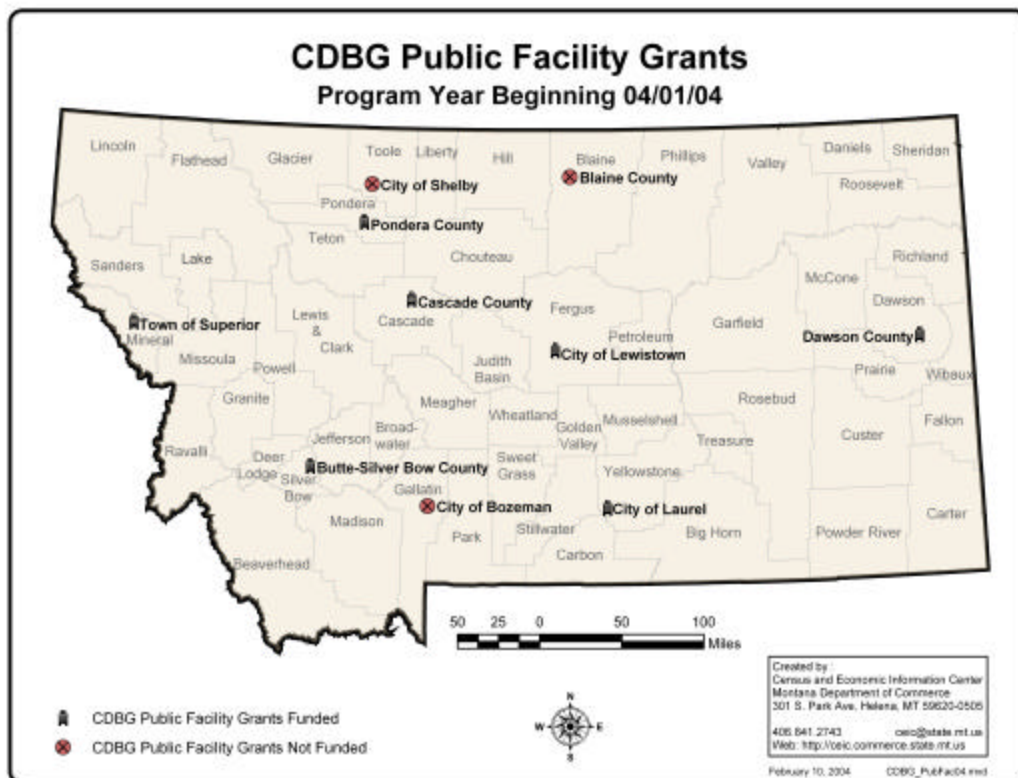 CDBG Public Facility Grants
Program Year Beginning 04/01/04
Lincoln
Flathead
Glacier
Toole
Liberty
Hill
Blaine
Phillips
Valley
Daniels
Sheridan
Roosevelt
City of Shelby
Blaine County
Pondera
Pondera County
Teton
Chouteau
Richland
Sanders
Lake
McCone
Dawson
Cascade County
Fergus
Town of Superior
Mineral
Lewis
&
Clark
Cascade
Garfield
Petroleum
Dawson County
Missoula
Powell
Judith
Basin
City of Lewistown
Prairie
Wibaux
Granite
Meagher
Wheatland
Golden
Valley
Musselshell
Rosebud
Fallon
Ravalli
Jefferson
Broad-
water
Treasure
Custer
Deer
Lodge
Silver
Bow
Butte-Silver Bow County
Sweet
Grass
Yellowstone
Gallatin
City of Bozeman
City of Laurel
Madison
Park
Stillwater
Carbon
Big Horn
Powder River
Carter
Beaverhead
50 25 0 50 100
Miles
CDBG Public Facility Grants Funded
CDBG Public Facility Grants Not Funded
N
W E
S
Created by :
Census and Economic Information Center
Montana Department of Commerce
301 S. Park Ave, Helena, MT 59620-0505
406.841.2743 ceic@state.mt.us
Web: http://ceic.commerce.state.mt.us
February 10, 2004 CDBG_PubFac04.mxd